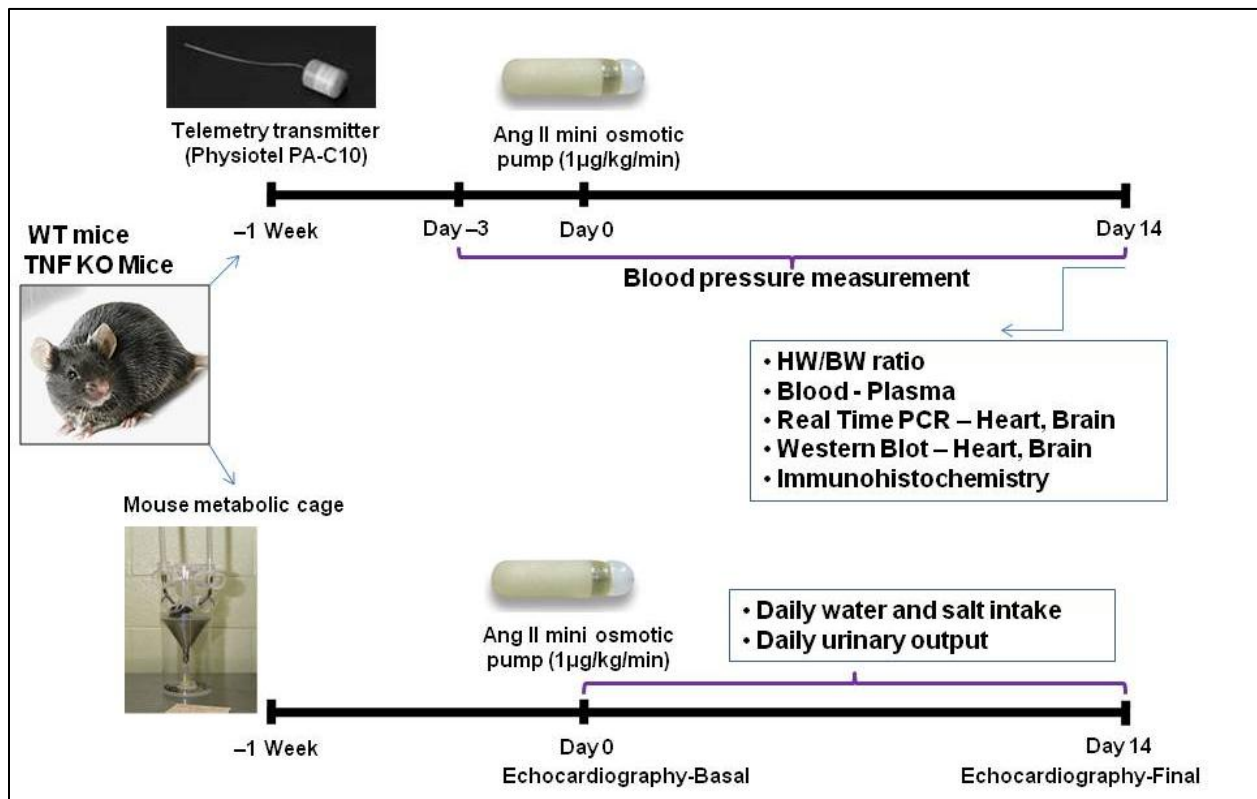 Telemetry transmitter
(Physiotel PA-C10)
Ang II mini osmotic
pump (1µg/kg/min)
–1 Week
Day –3
Day 0
Day 14
WT mice
TNF KO Mice
Blood pressure measurement
• HW/BW ratio
• Blood - Plasma
• Real Time PCR – Heart, Brain
• Western Blot – Heart, Brain
• Immunohistochemistry
Mouse metabolic cage
Ang II mini osmotic
pump (1µg/kg/min)
• Daily water and salt intake
• Daily urinary output
–1 Week
Day 0
Echocardiography-Basal
Day 14
Echocardiography-Final